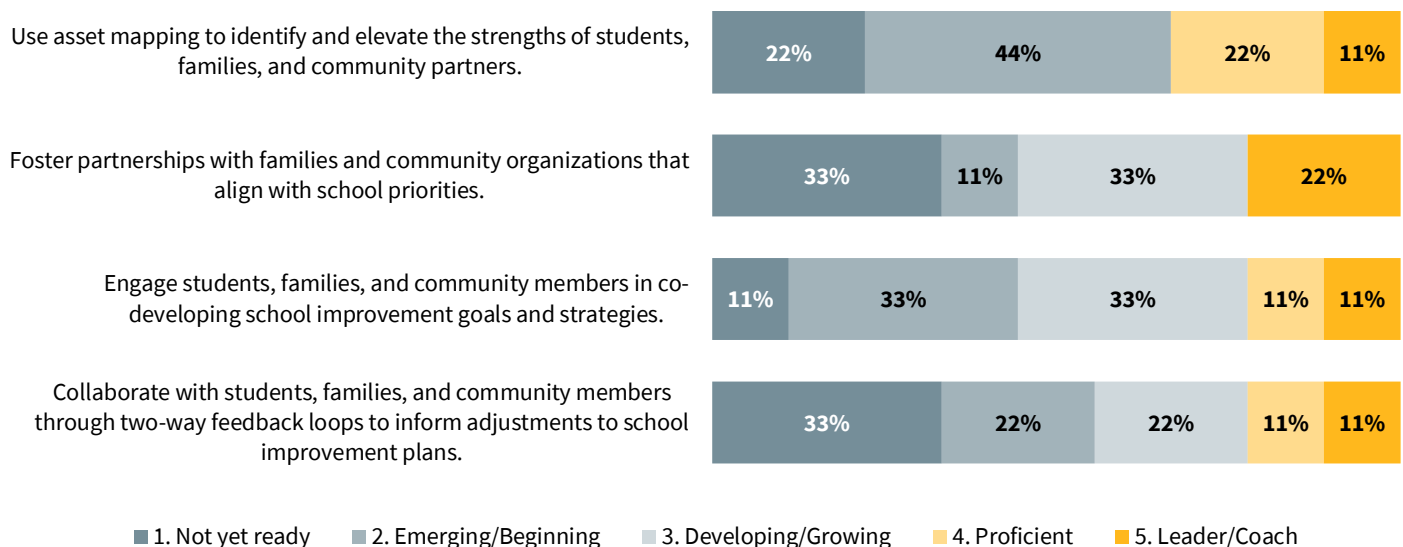 Use asset mapping to identify and elevate the strengths of students,
families, and community partners.
22% 44% 22% 11%
Foster partnerships with families and community organizations that
align with school priorities.
33% 11% 33% 22%
Engage students, families, and community members in co-
developing school improvement goals and strategies.
11% 33% 33% 11% 11%
Collaborate with students, families, and community members
through two-way feedback loops to inform adjustments to school
improvement plans.
33% 22% 22% 11% 11%
1. Not yet ready 2. Emerging/Beginning 3. Developing/Growing 4. Proficient 5. Leader/Coach